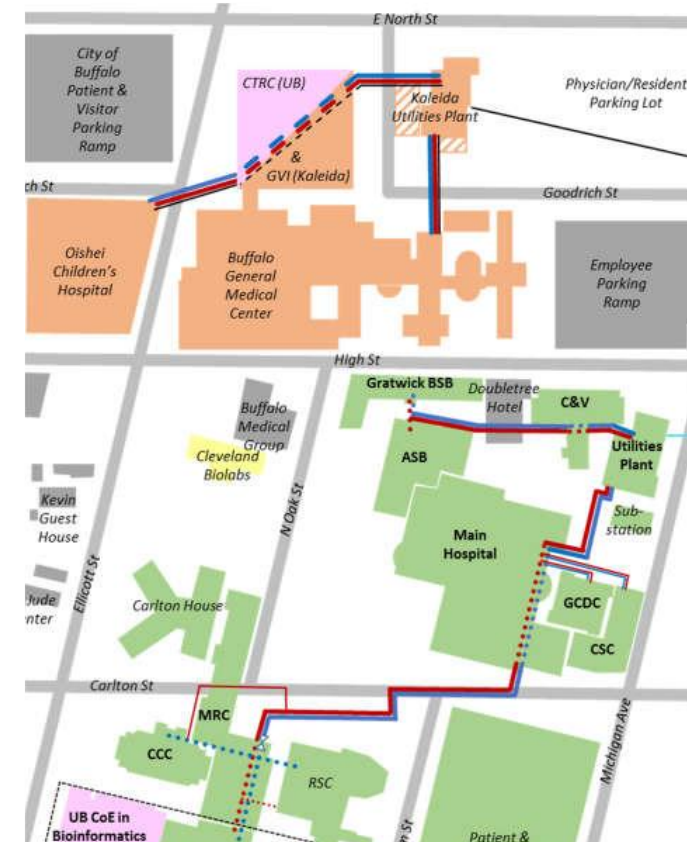 E North St
City of
Buffalo
Patient &
Visitor
Parking
Ramp
CTRC (UB)
Kaleida
Utilities Plant
Physician/Resident
Parking Lot
&
GVI (Kaleida)
ch St
Goodrich St
Oishei
Children's
Hospital
Buffalo
General
Medical
Center
Employee
Parking
Ramp
High St
Gratwick BSB
Doubletree
Hotel
C&V
Buffalo
Medical
Group
Cleveland
Biolabs
ASB
Utilities
Plant
Sub-
station
Kevin
Guest
House
N Oak St
Main
Hospital
Ellicott St
Jude
enter
Carlton House
GCDC
CSC
Carlton St
MRC
CCC
RSC
Michigan Ave
UB CoE in
Bioinformatics
m St
Patient &